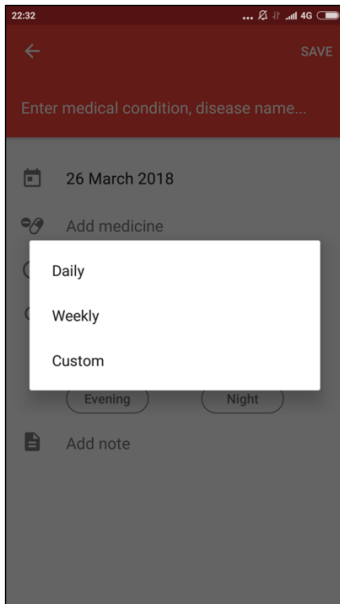 22:32
... 4G
SAVE
Enter medical condition, disease name...
26 March 2018
Add medicine
Daily
Weekly
Custom
Evening Night
Add note